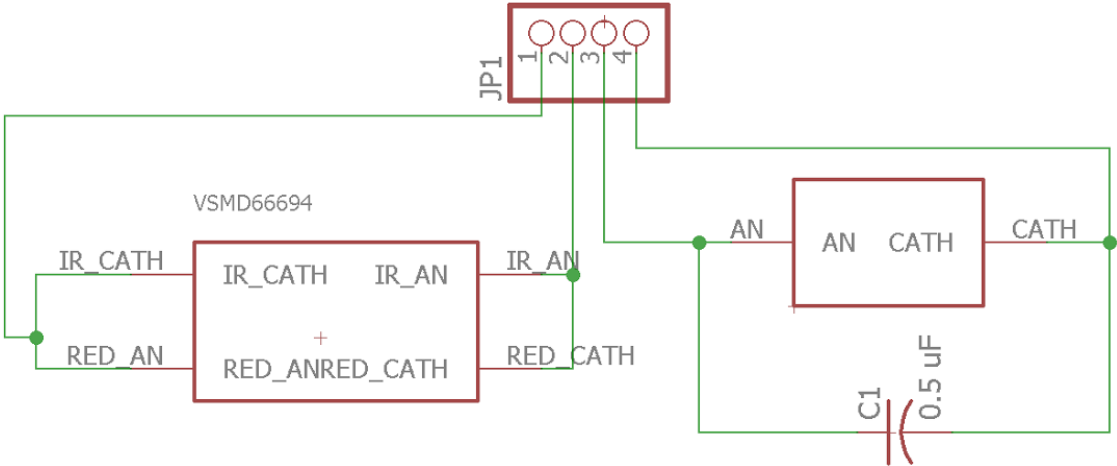 JP1
1
2
3
4
VSMD66694
IR_CATH
IR_CATH
IR_AN
IR_AN
RED_AN
RED_ANRED_CATH
RED_CATH
AN
AN
CATH
CATH
C1
0.5 uF